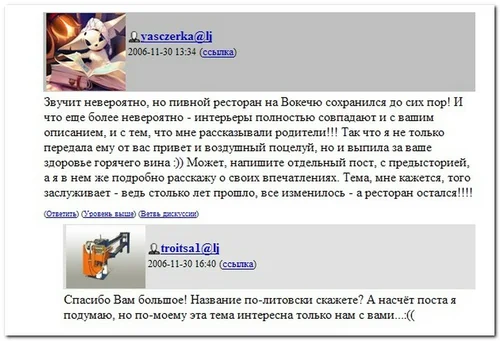 vasczerka@lj
2006-11-30 13:34 (ссылка)
Звучит невероятно, но пивной ресторан на Вокечю сохранился до сих пор! И
что еще более невероятно - интерьеры полностью совпадают и с вашим
описанием, и с тем, что мне рассказывали родители!!! Так что я не только
передала ему от вас привет и воздушный поцелуй, но и выпила за ваше
здоровье горячего вина :)) Может, напишите отдельный пост, с предысторией,
а я в нем же подробно расскажу о своих впечатлениях. Тема, мне кажется, того
заслуживает - ведь столько лет прошло, все изменилось - а ресторан остался!!!!
(Ответить) (Уровень выше) (Ветвь дискуссии)
troitsa1@lj
2006-11-30 16:40 (ссылка)
Спасибо Вам большое! Название по-литовски скажете? А насчёт поста я
подумаю, но по-моему эта тема интересна только нам с вами...:((